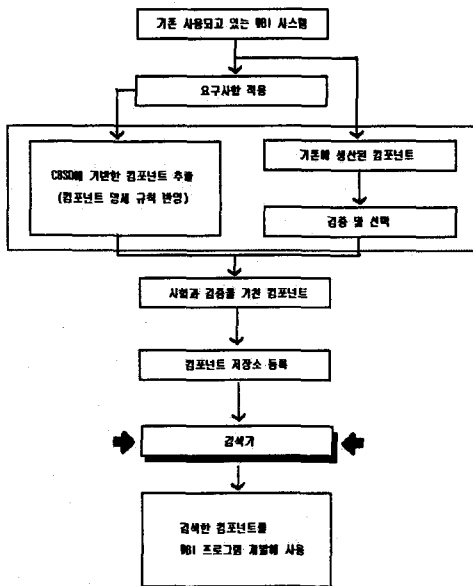 기존 사용되고 있는 WBI 시스템
요구사항 적용
CBSD에 기반한 컴포넌트 추출
(컴포넌트 명세 규칙 반영)
기존에 생산된 컴포넌트
검증 및 선택
시험과 검증을 거친 컴포넌트
컴포넌트 저장소 등록
검색기
검색한 컴포넌트를
WBI 프로그램 개발에 사용